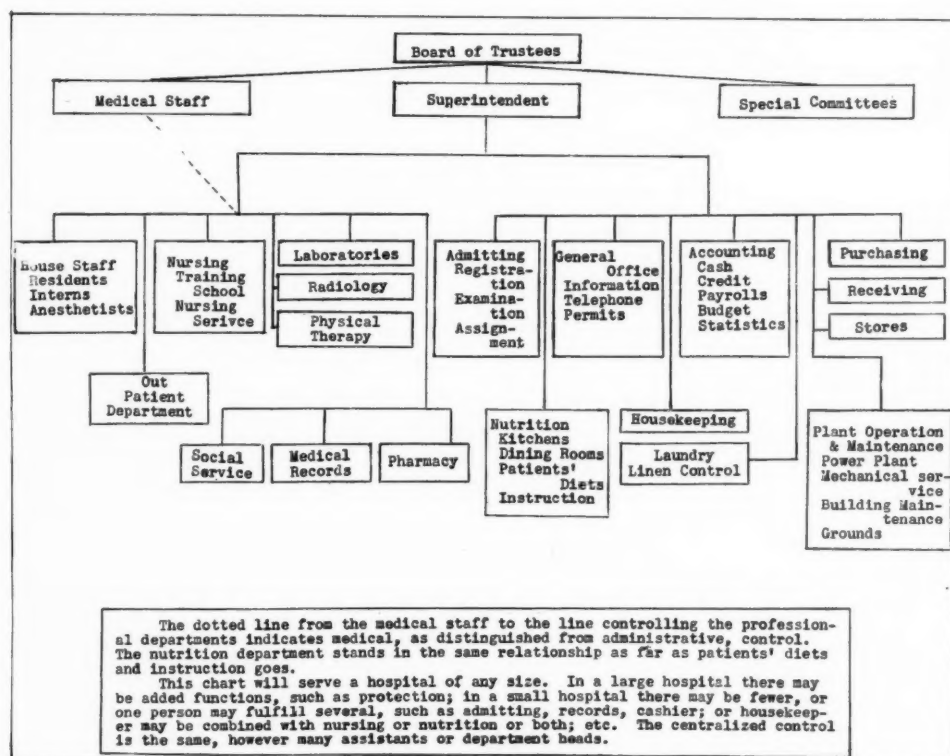 Board of Trustees
Medical Staff
Superintendent
Special Committees
House Staff
Residents
Interns
Anesthetists
Nursing
Training
School
Nursing
Serivce
Laboratories
Radiology
Physical
Therapy
Admitting
Registra-
tion
Examina-
tion
Assign-
ment
General
Office
Information
Telephone
Permits
Accounting
Cash
Credit
Payrolls
Budget
Statistics
Purchasing
Receiving
Stores
Out
Patient
Department
Social
Service
Medical
Records
Pharmacy
Nutrition
Kitchens
Dining Rooms
Patients'
Diets
Instruction
Housekeeping
Laundry
Linen Control
Plant Operation
& Maintenance
Power Plant
Mechanical ser-
vice
Building Main-
tenance
Grounds
The dotted line from the medical staff to the line controlling the profession-
al departments indicates medical, as distinguished from administrative, control.
The nutrition department stands in the same relationship as far as patients' diets
and instruction goes.
This chart will serve a hospital of any size. In a large hospital there may
be added functions, such as protection; in a small hospital there may be fewer, or
one person may fulfill several, such as admitting, records, cashier; or housekeep-
er may be combined with nursing or nutrition or both; etc. The centralized control
is the same, however many assistants or department heads.